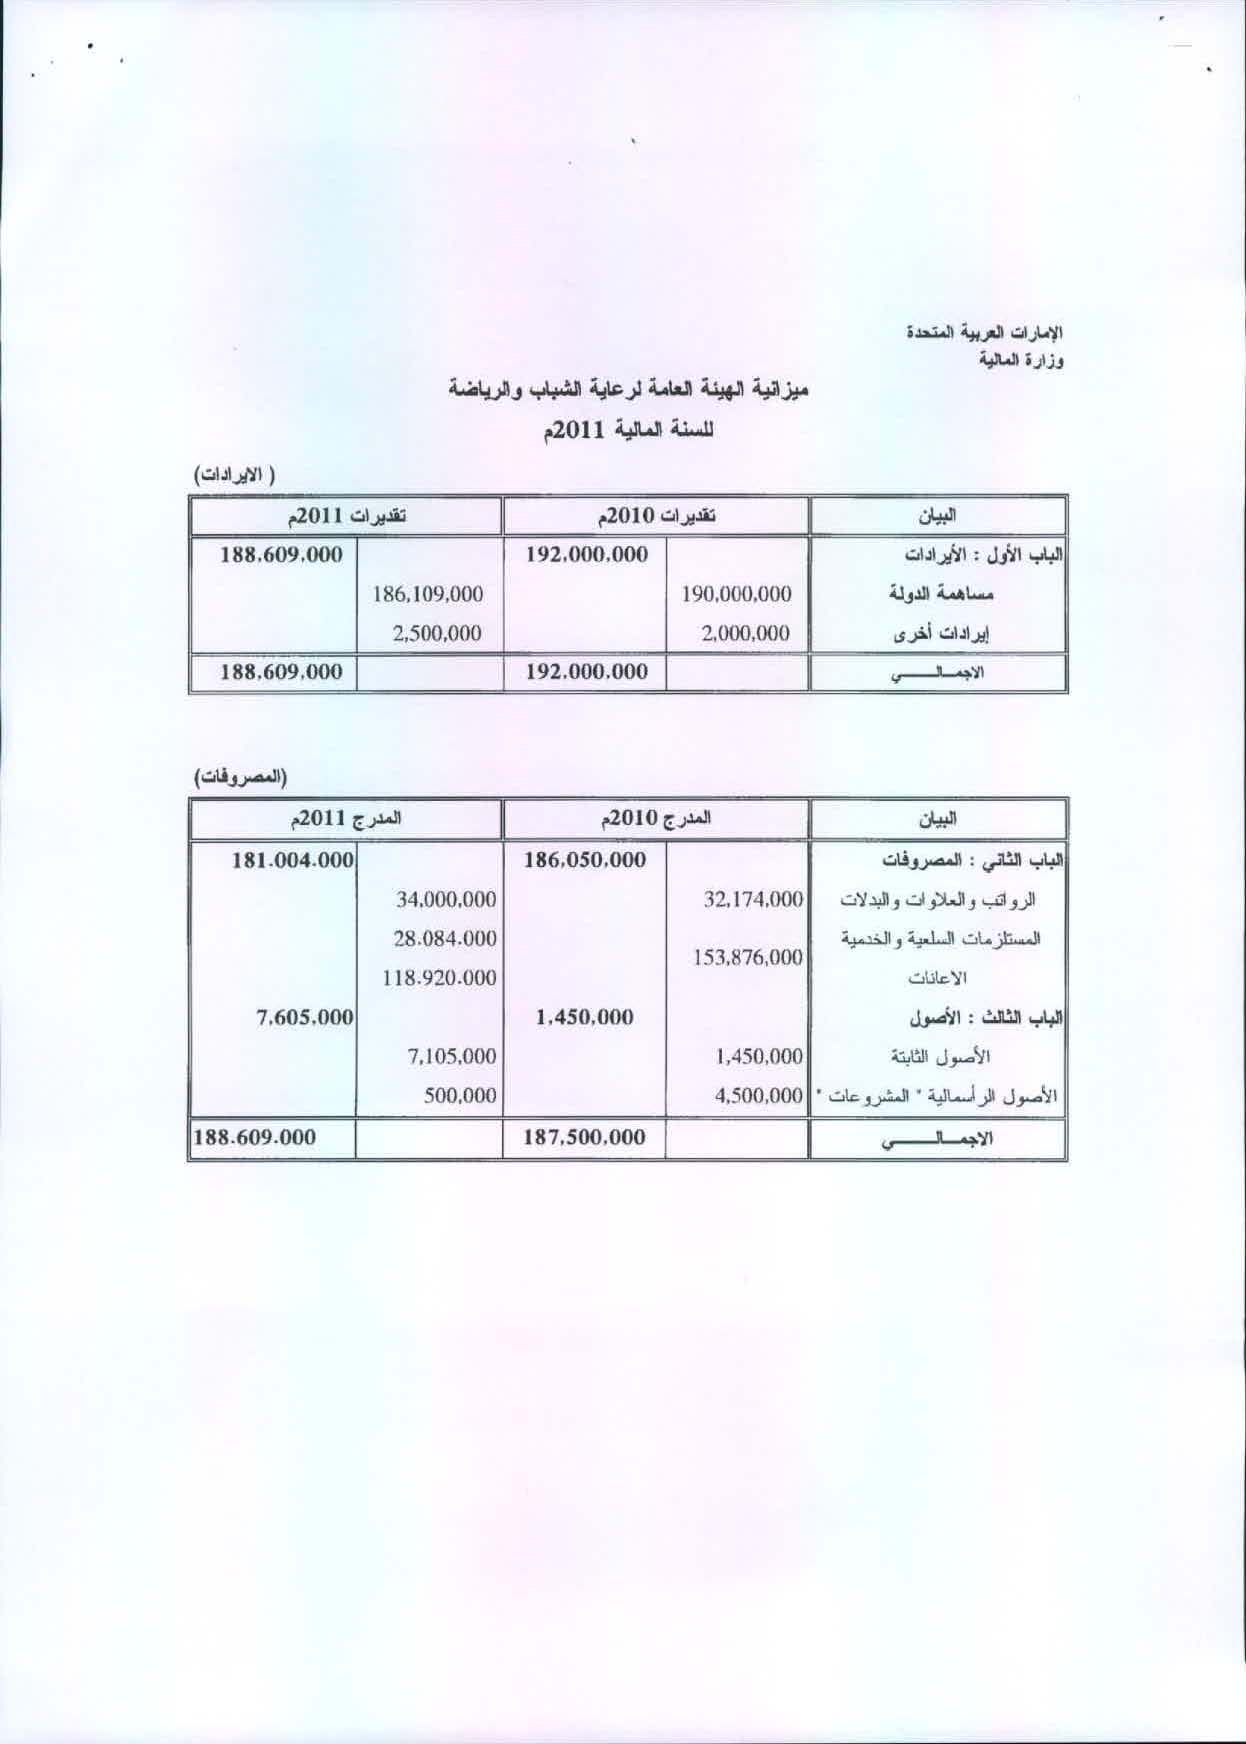 الإمارات العربية المتحدة
وزارة المالية
ميزانية الهيئة العامة لرعاية الشباب والرياضة
للسنة المالية 2011م
( الايرادات)
البيان تقديرات 2010م تقديرات 2011م
الباب الأول : الأيرادات 192.000.000 188.609.000
مساهمة الدولة 190,000,000 186,109,000
إيرادات أخرى 2,000,000 2,500,000
الاجمـالــــــي 192.000.000 188.609.000
(المصروفات)
البيان المدرج 2010م المدرج 2011م
الباب الثاني : المصروفات 186,050,000 181.004.000
الرواتب والعلاوات والبدلات 32,174,000 34,000,000
المستلزمات السلعية والخدمية 28.084.000
153,876,000
الاعانات 118.920.000
الباب الثالث : الأصول 1,450,000 7,605,000
الأصول الثابتة 1,450,000 7,105,000
الأصول الرأسمالية " المشروعات " 4,500,000 500,000
الاجمـالــــــي 187,500,000 188.609.000